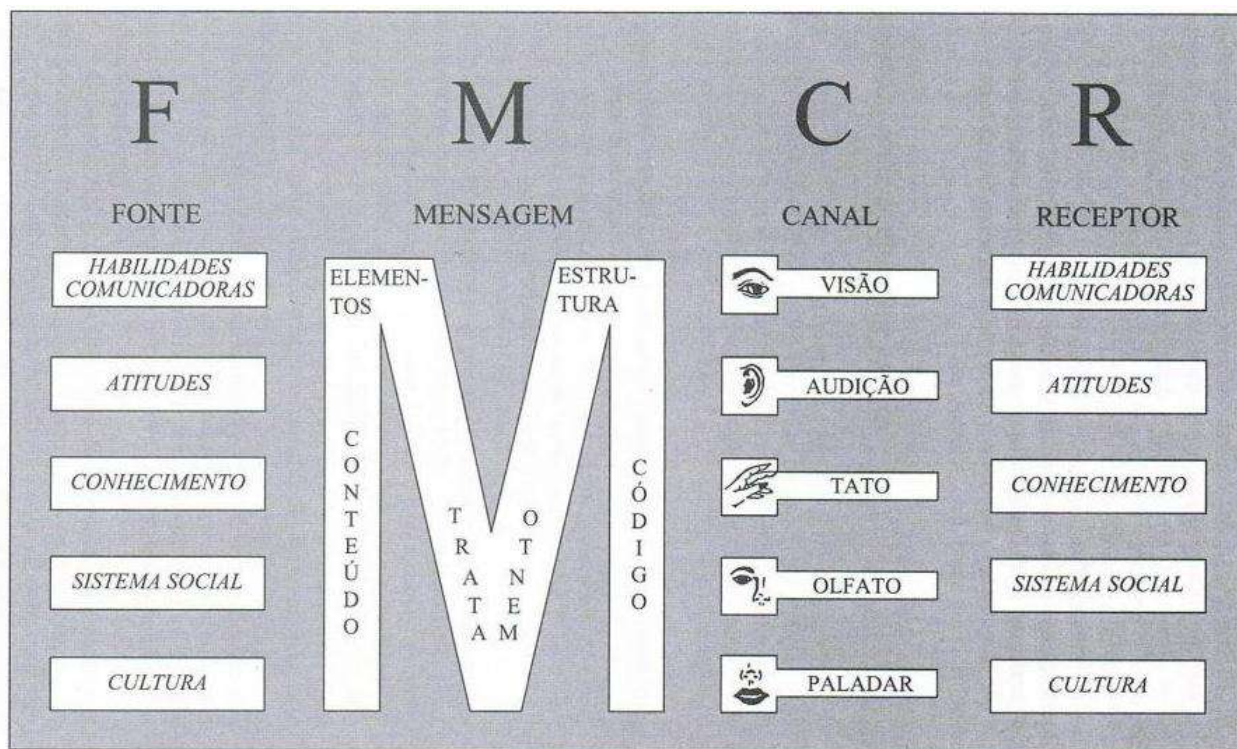 F
FONTE
HABILIDADES
COMUNICADORAS
ATITUDES
CONHECIMENTO
SISTEMA SOCIAL
CULTURA
M
MENSAGEM
ELEMEN-
TOS
ESTRU-
TURA
CONTEÚDO
TRATAMENTO
CÓDIGO
C
CANAL
VISÃO
AUDIÇÃO
TATO
OLFATO
PALADAR
R
RECEPTOR
HABILIDADES
COMUNICADORAS
ATITUDES
CONHECIMENTO
SISTEMA SOCIAL
CULTURA